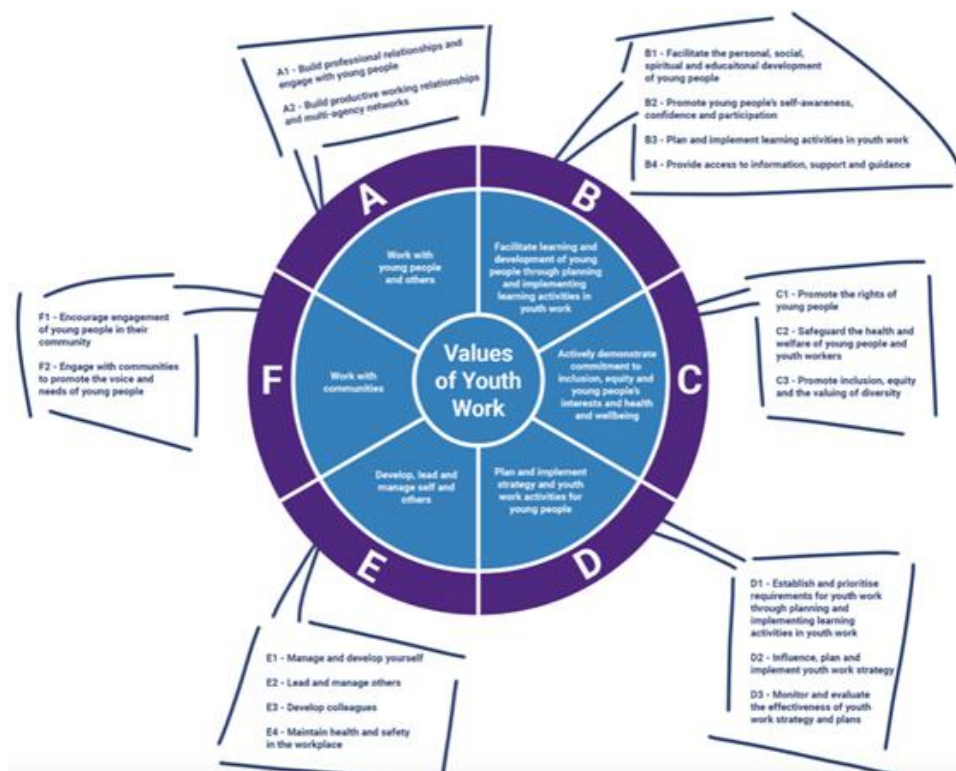 A1 - Build professional relationships and
engage with young people
A2 - Build productive working relationships
and multi-agency networks
B1 - Facilitate the personal, social,
spiritual and educaitonal development
of young people
B2 - Promote young people's self-awareness,
confidence and participation
B3 - Plan and implement learning activities in youth work
B4 - Provide access to information, support and guidance
A
B
Work with
young people
and others
Facilitate learning and
development of young
people through planning
and implementing
learning activities in
youth work
F1 - Encourage engagement
of young people in their
community
F2 - Engage with communities
to promote the voice and
needs of young people
F
Work with
communities
Values
of Youth
Work
Actively demonstrate
commitment to
inclusion, equity and
young people's
interests and health
and wellbeing
C
C1 - Promote the rights of
young people
C2 - Safeguard the health and
welfare of young people and
youth workers
C3 - Promote inclusion, equity
and the valuing of diversity
Develop, lead and
manage self and
others
Plan and implement
strategy and youth
work activities for
young people
E
D
E1 - Manage and develop yourself
E2 - Lead and manage others
E3 - Develop colleagues
E4 - Maintain health and safety
in the workplace
D1 - Establish and prioritise
requirements for youth work
through planning and
implementing learning
activities in youth work
D2 - Influence, plan and
implement youth work strategy
D3 - Monitor and evaluate
the effectiveness of youth
work strategy and plans